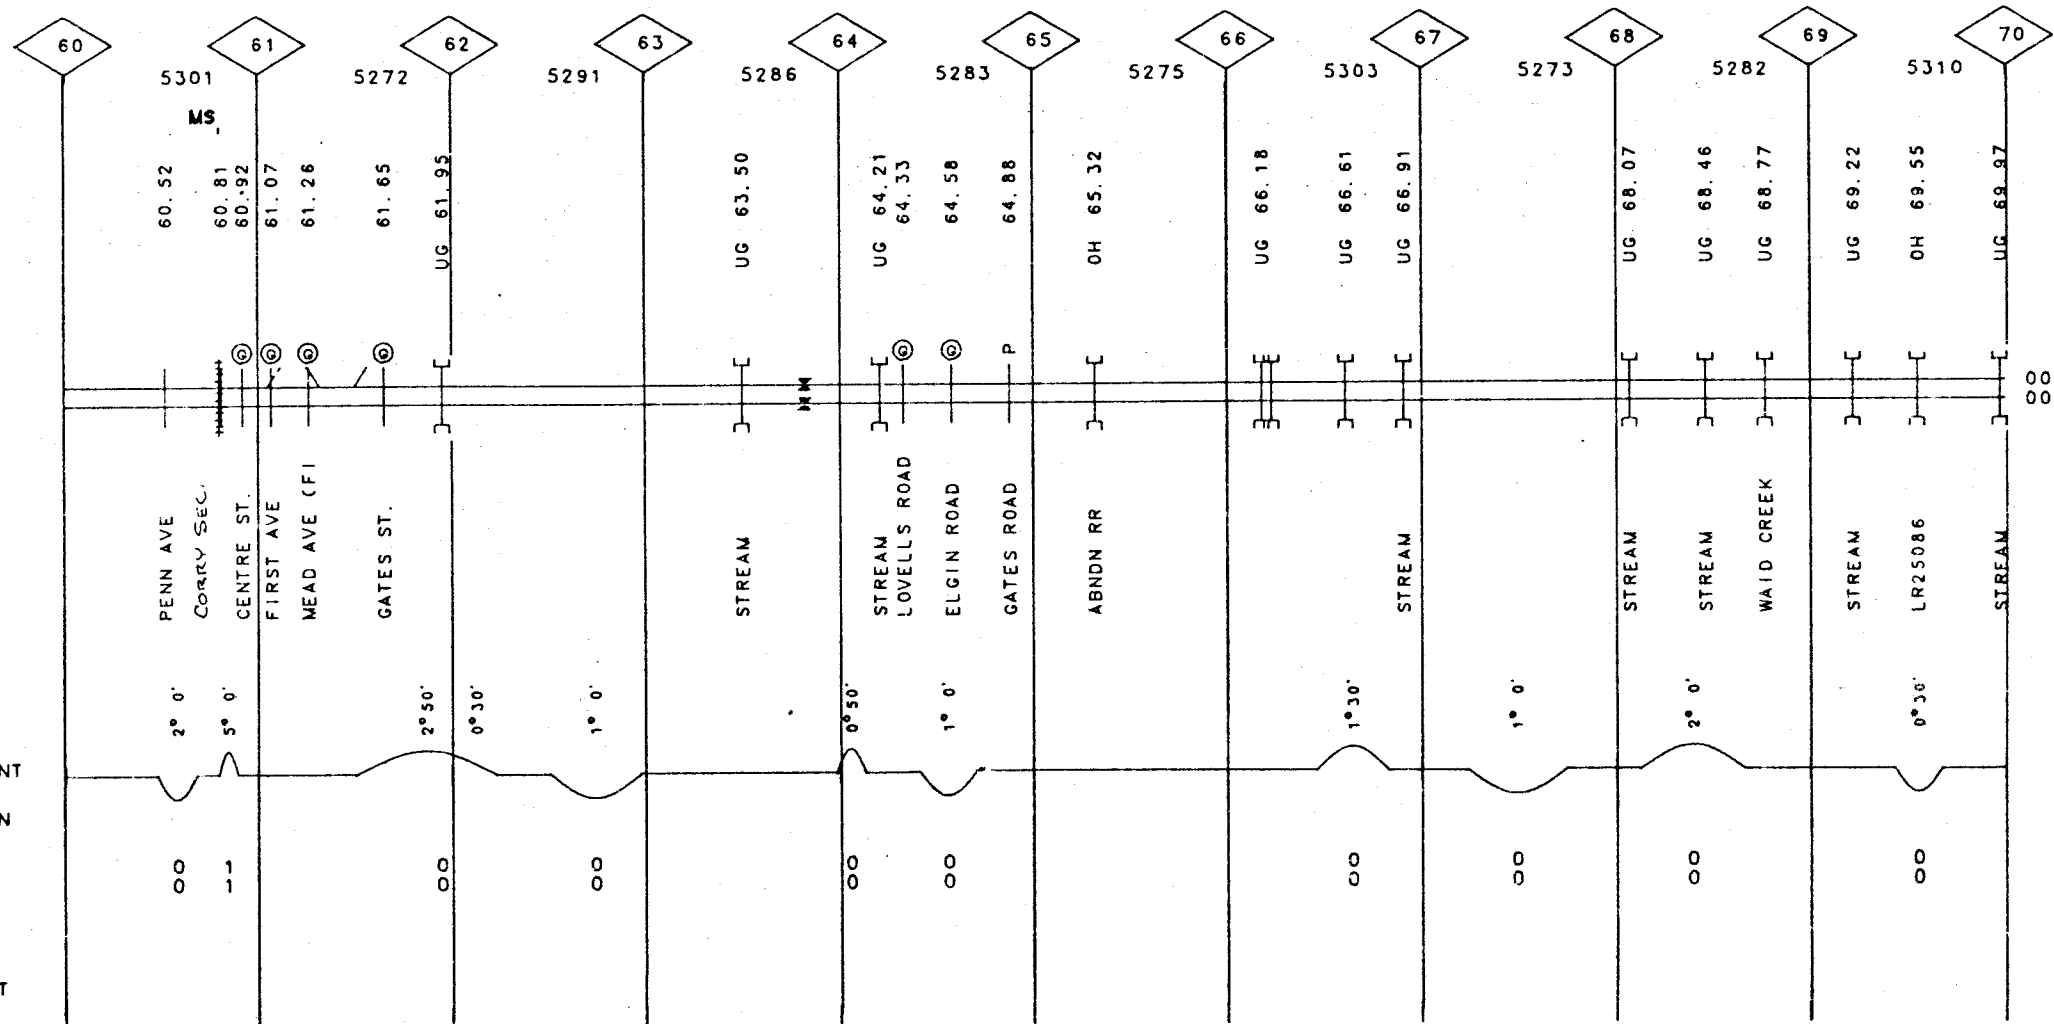 60 61 62 63 64 65 66 67 68 69 70
5301 5272 5291 5286 5283 5275 5303 5273 5282 5310
MS
60.52
60.81
60.92
61.07
61.26
61.65
UG 61.95
UG 63.50
UG 64.21
64.33
64.58
64.88
OH 65.32
UG 66.18
UG 66.61
UG 66.91
UG 68.07
UG 68.46
UG 68.77
UG 69.22
OH 69.55
UG 69.97
G G G G G G P
00
00
PENN AVE
CORRY SEC.
CENTRE ST.
FIRST AVE
MEAD AVE (FI
GATES ST.
STREAM
STREAM
LOVELLS ROAD
ELGIN ROAD
GATES ROAD
ABNDN RR
STREAM
STREAM
STREAM
WAID CREEK
STREAM
LR25086
STREAM
2° 0'
5° 0'
2° 50'
0° 30'
1° 0'
0° 50'
1° 0'
1° 30'
1° 0'
2° 0'
0° 30'
NT
N
0 1 0 0 0 0 0 0 0 0
0 1 0 0 0 0 0 0 0 0
T